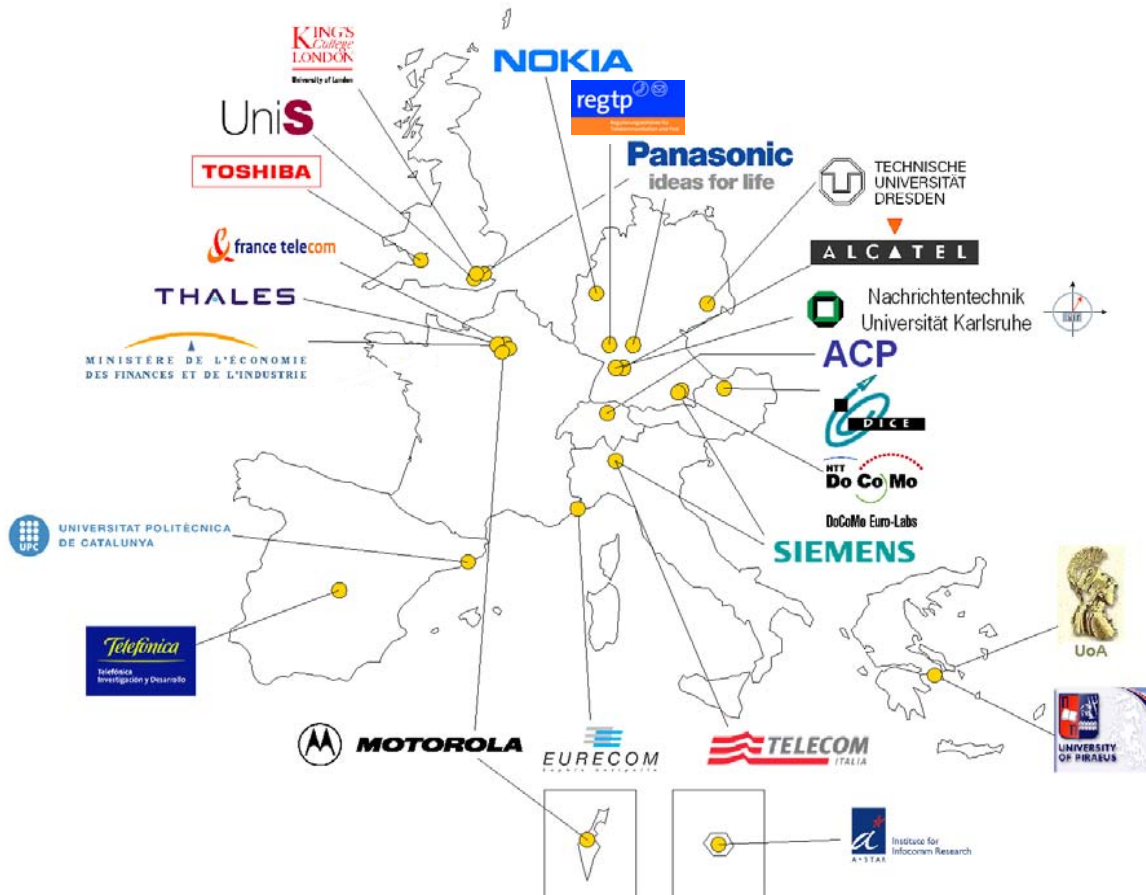 KING'S
College
LONDON
University of London
NOKIA
regtp
UniS
Panasonic
ideas for life
TOSHIBA
TECHNISCHE
UNIVERSITÄT
DRESDEN
france telecom
ALCATEL
THALES
Nachrichtentechnik
Universität Karlsruhe
MINISTÈRE DE L'ÉCONOMIE
DES FINANCES ET DE L'INDUSTRIE
ACP
DICE
NTT
DoCoMo
DoCoMo Euro-Labs
UPC
UNIVERSITAT POLITÈCNICA
DE CATALUNYA
SIEMENS
Telefónica
Telefónica
Investigación y Desarrollo
UoA
UNIVERSITY
OF PIRAEUS
MOTOROLA
EURECOM
Sophia Antipolis
TELECOM
ITALIA
A*STAR
Institute for
Infocomm Research